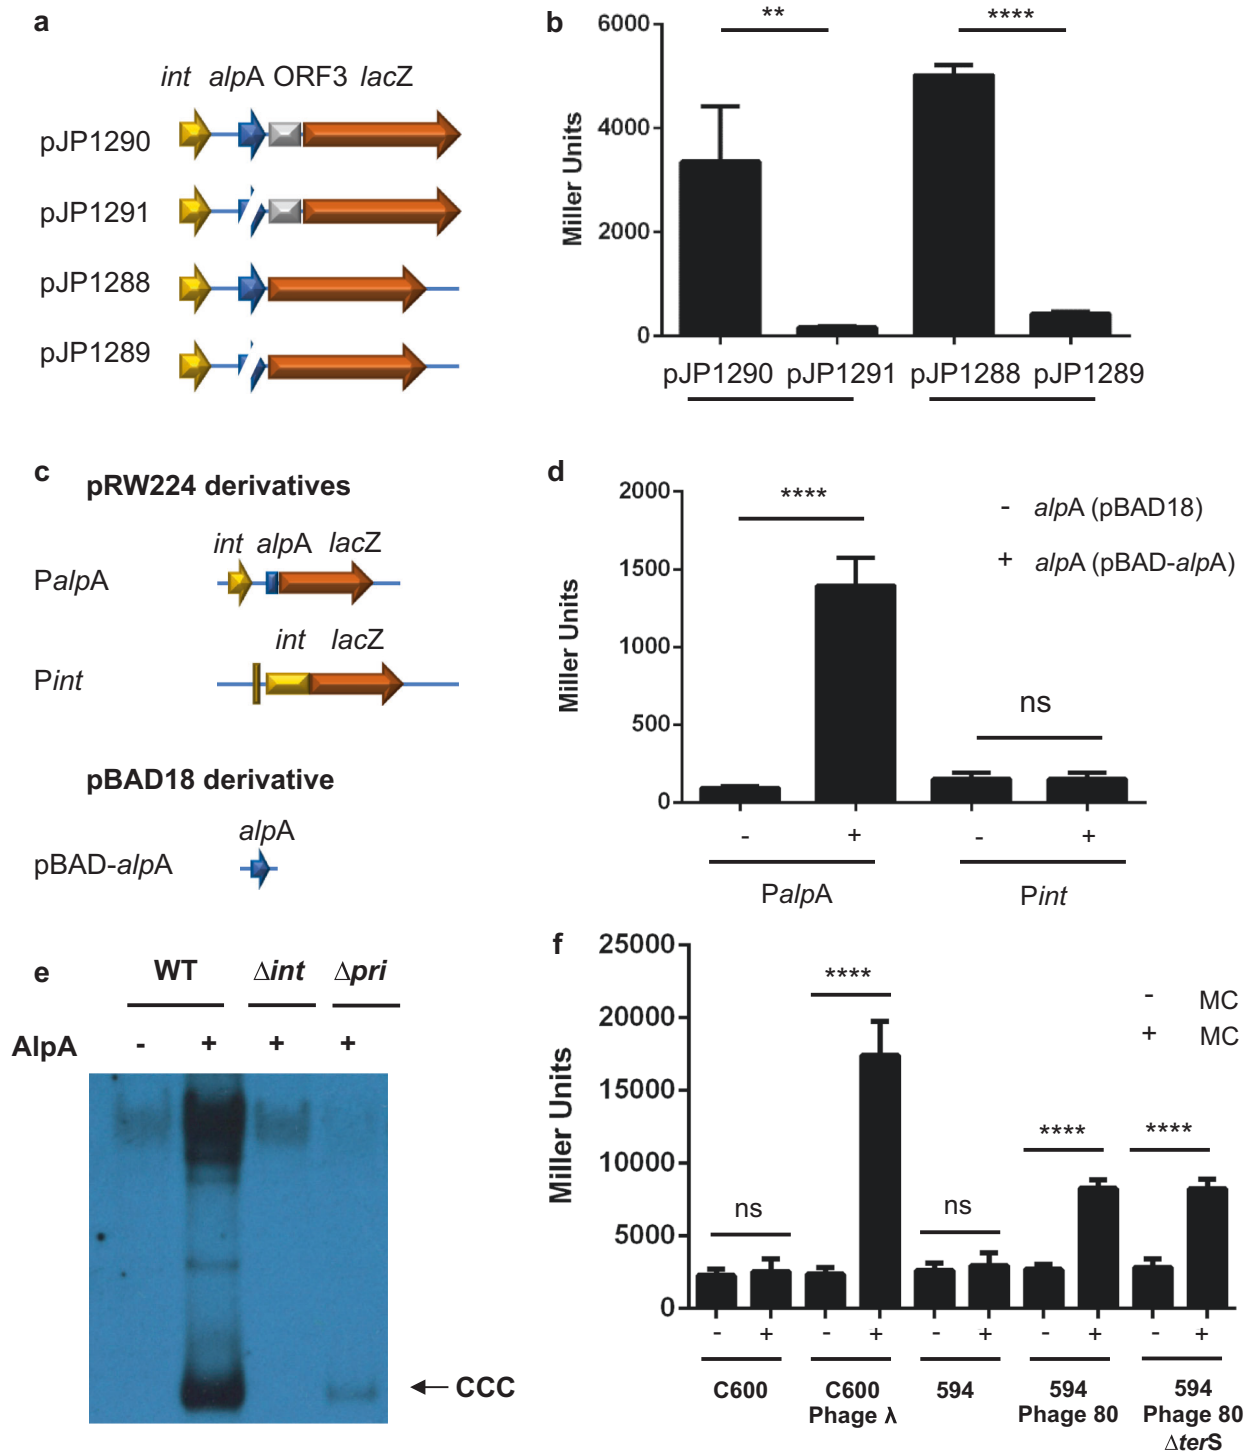 a
int alpA ORF3 lacZ
pJP1290
pJP1291
pJP1288
pJP1289
b
Miller Units
6000
4000
2000
0
**
****
pJP1290 pJP1291 pJP1288 pJP1289
c
pRW224 derivatives
int alpA lacZ
PalpA
int lacZ
Pint
pBAD18 derivative
alpA
pBAD-alpA
d
Miller Units
2000
1500
1000
500
0
****
ns
- alpA (pBAD18)
+ alpA (pBAD-alpA)
- + - +
PalpA Pint
e
WT Δint Δpri
AlpA - + + +
CCC
f
Miller Units
25000
20000
15000
10000
5000
0
ns
****
ns
****
****
- MC
+ MC
- + - + - + - + - +
C600
C600
Phage λ
594
594
Phage 80
594
Phage 80
ΔterS